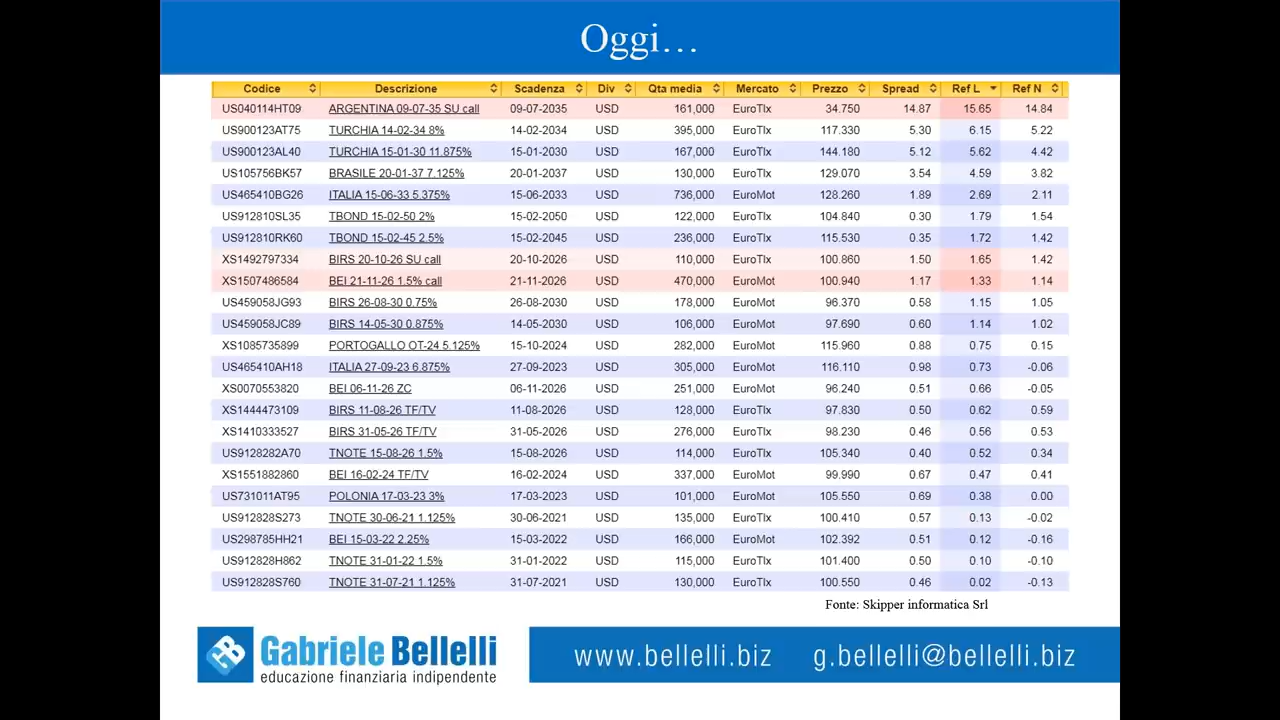 Oggi...
Codice Descrizione Scadenza Div Qta media Mercato Prezzo Spread Ref L Ref N
US040114HT09 ARGENTINA 09-07-35 SU call 09-07-2035 USD 161,000 EuroTlx 34.750 14.87 15.65 14.84
US900123AT75 TURCHIA 14-02-34 8% 14-02-2034 USD 395,000 EuroTlx 117.330 5.30 6.15 5.22
US900123AL40 TURCHIA 15-01-30 11.875% 15-01-2030 USD 167,000 EuroTlx 144.180 5.12 5.62 4.42
US105756BK57 BRASILE 20-01-37 7.125% 20-01-2037 USD 130,000 EuroTlx 129.070 3.54 4.59 3.82
US465410BG26 ITALIA 15-06-33 5.375% 15-06-2033 USD 736,000 EuroMot 128.260 1.89 2.69 2.11
US912810SL35 TBOND 15-02-50 2% 15-02-2050 USD 122,000 EuroTlx 104.840 0.30 1.79 1.54
US912810RK60 TBOND 15-02-45 2.5% 15-02-2045 USD 236,000 EuroTlx 115.530 0.35 1.72 1.42
XS1492797334 BIRS 20-10-26 SU call 20-10-2026 USD 110,000 EuroTlx 100.860 1.50 1.65 1.42
XS1507486584 BEI 21-11-26 1.5% call 21-11-2026 USD 470,000 EuroMot 100.940 1.17 1.33 1.14
US459058JG93 BIRS 26-08-30 0.75% 26-08-2030 USD 178,000 EuroMot 96.370 0.58 1.15 1.05
US459058JC89 BIRS 14-05-30 0.875% 14-05-2030 USD 106,000 EuroMot 97.690 0.60 1.14 1.02
XS1085735899 PORTOGALLO OT-24 5.125% 15-10-2024 USD 282,000 EuroMot 115.960 0.88 0.75 0.15
US465410AH18 ITALIA 27-09-23 6.875% 27-09-2023 USD 305,000 EuroMot 116.110 0.98 0.73 -0.06
XS0070553820 BEI 06-11-26 ZC 06-11-2026 USD 251,000 EuroMot 96.240 0.51 0.66 -0.05
XS1444473109 BIRS 11-08-26 TF/TV 11-08-2026 USD 128,000 EuroTlx 97.830 0.50 0.62 0.59
XS1410333527 BIRS 31-05-26 TF/TV 31-05-2026 USD 276,000 EuroTlx 98.230 0.46 0.56 0.53
US9128282A70 TNOTE 15-08-26 1.5% 15-08-2026 USD 114,000 EuroTlx 105.340 0.40 0.52 0.34
XS1551882860 BEI 16-02-24 TF/TV 16-02-2024 USD 337,000 EuroMot 99.990 0.67 0.47 0.41
US731011AT95 POLONIA 17-03-23 3% 17-03-2023 USD 101,000 EuroMot 105.550 0.69 0.38 0.00
US912828S273 TNOTE 30-06-21 1.125% 30-06-2021 USD 135,000 EuroTlx 100.410 0.57 0.13 -0.02
US298785HH21 BEI 15-03-22 2.25% 15-03-2022 USD 166,000 EuroMot 102.392 0.51 0.12 -0.16
US912828H862 TNOTE 31-01-22 1.5% 31-01-2022 USD 115,000 EuroTlx 101.400 0.50 0.10 -0.10
US912828S760 TNOTE 31-07-21 1.125% 31-07-2021 USD 130,000 EuroTlx 100.550 0.46 0.02 -0.13
Fonte: Skipper informatica Srl
Gabriele Bellelli
educazione finanziaria indipendente
www.bellelli.biz g.bellelli@bellelli.biz